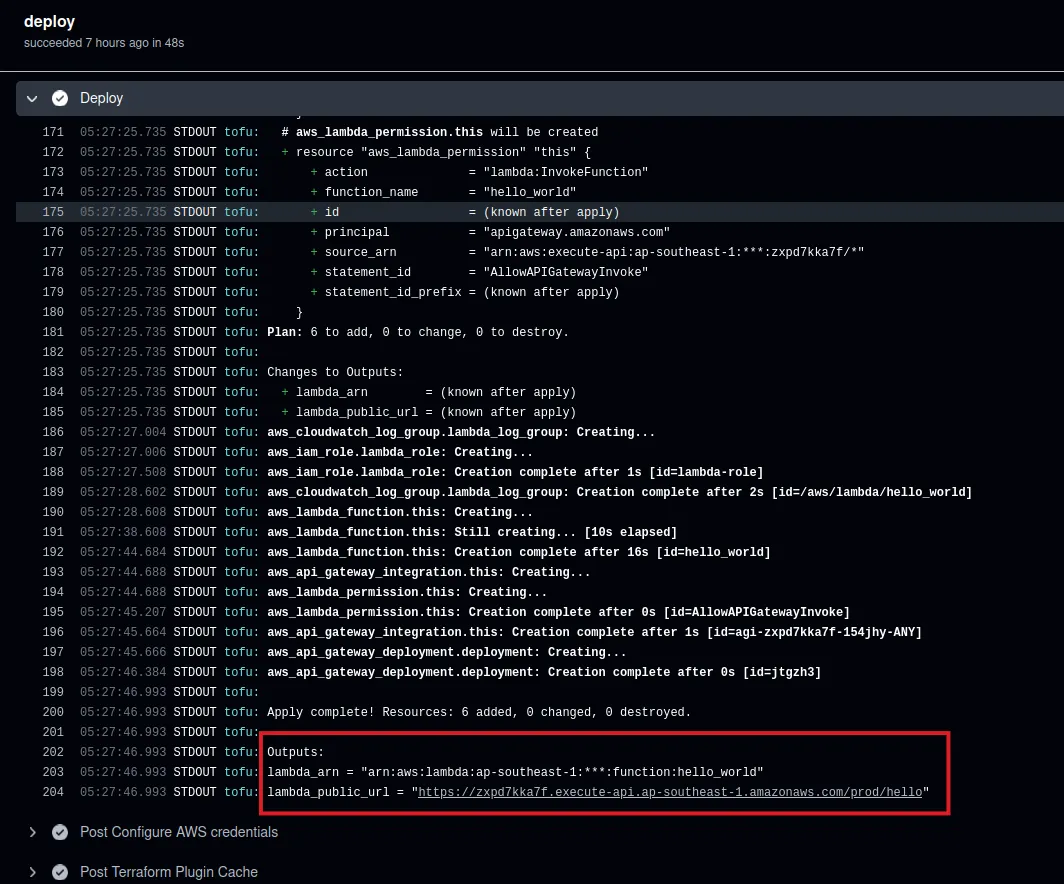 deploy
succeeded 7 hours ago in 48s
Deploy
171 05:27:25.735 STDOUT tofu:   # aws_lambda_permission.this will be created
172 05:27:25.735 STDOUT tofu:   + resource "aws_lambda_permission" "this" {
173 05:27:25.735 STDOUT tofu:       + action              = "lambda:InvokeFunction"
174 05:27:25.735 STDOUT tofu:       + function_name       = "hello_world"
175 05:27:25.735 STDOUT tofu:       + id                  = (known after apply)
176 05:27:25.735 STDOUT tofu:       + principal           = "apigateway.amazonaws.com"
177 05:27:25.735 STDOUT tofu:       + source_arn          = "arn:aws:execute-api:ap-southeast-1:***:zxpd7kka7f/*"
178 05:27:25.735 STDOUT tofu:       + statement_id        = "AllowAPIGatewayInvoke"
179 05:27:25.735 STDOUT tofu:       + statement_id_prefix = (known after apply)
180 05:27:25.735 STDOUT tofu:     }
181 05:27:25.735 STDOUT tofu: Plan: 6 to add, 0 to change, 0 to destroy.
182 05:27:25.735 STDOUT tofu:
183 05:27:25.735 STDOUT tofu: Changes to Outputs:
184 05:27:25.735 STDOUT tofu:   + lambda_arn        = (known after apply)
185 05:27:25.735 STDOUT tofu:   + lambda_public_url = (known after apply)
186 05:27:27.004 STDOUT tofu: aws_cloudwatch_log_group.lambda_log_group: Creating...
187 05:27:27.006 STDOUT tofu: aws_iam_role.lambda_role: Creating...
188 05:27:27.508 STDOUT tofu: aws_iam_role.lambda_role: Creation complete after 1s [id=lambda-role]
189 05:27:28.602 STDOUT tofu: aws_cloudwatch_log_group.lambda_log_group: Creation complete after 2s [id=/aws/lambda/hello_world]
190 05:27:28.608 STDOUT tofu: aws_lambda_function.this: Creating...
191 05:27:38.608 STDOUT tofu: aws_lambda_function.this: Still creating... [10s elapsed]
192 05:27:44.684 STDOUT tofu: aws_lambda_function.this: Creation complete after 16s [id=hello_world]
193 05:27:44.688 STDOUT tofu: aws_api_gateway_integration.this: Creating...
194 05:27:44.688 STDOUT tofu: aws_lambda_permission.this: Creating...
195 05:27:45.207 STDOUT tofu: aws_lambda_permission.this: Creation complete after 0s [id=AllowAPIGatewayInvoke]
196 05:27:45.664 STDOUT tofu: aws_api_gateway_integration.this: Creation complete after 1s [id=agi-zxpd7kka7f-154jhy-ANY]
197 05:27:45.666 STDOUT tofu: aws_api_gateway_deployment.deployment: Creating...
198 05:27:46.384 STDOUT tofu: aws_api_gateway_deployment.deployment: Creation complete after 0s [id=jtgzh3]
199 05:27:46.993 STDOUT tofu:
200 05:27:46.993 STDOUT tofu: Apply complete! Resources: 6 added, 0 changed, 0 destroyed.
201 05:27:46.993 STDOUT tofu:
202 05:27:46.993 STDOUT tofu: Outputs:
203 05:27:46.993 STDOUT tofu: lambda_arn = "arn:aws:lambda:ap-southeast-1:***:function:hello_world"
204 05:27:46.993 STDOUT tofu: lambda_public_url = "https://zxpd7kka7f.execute-api.ap-southeast-1.amazonaws.com/prod/hello"
Post Configure AWS credentials
Post Terraform Plugin Cache